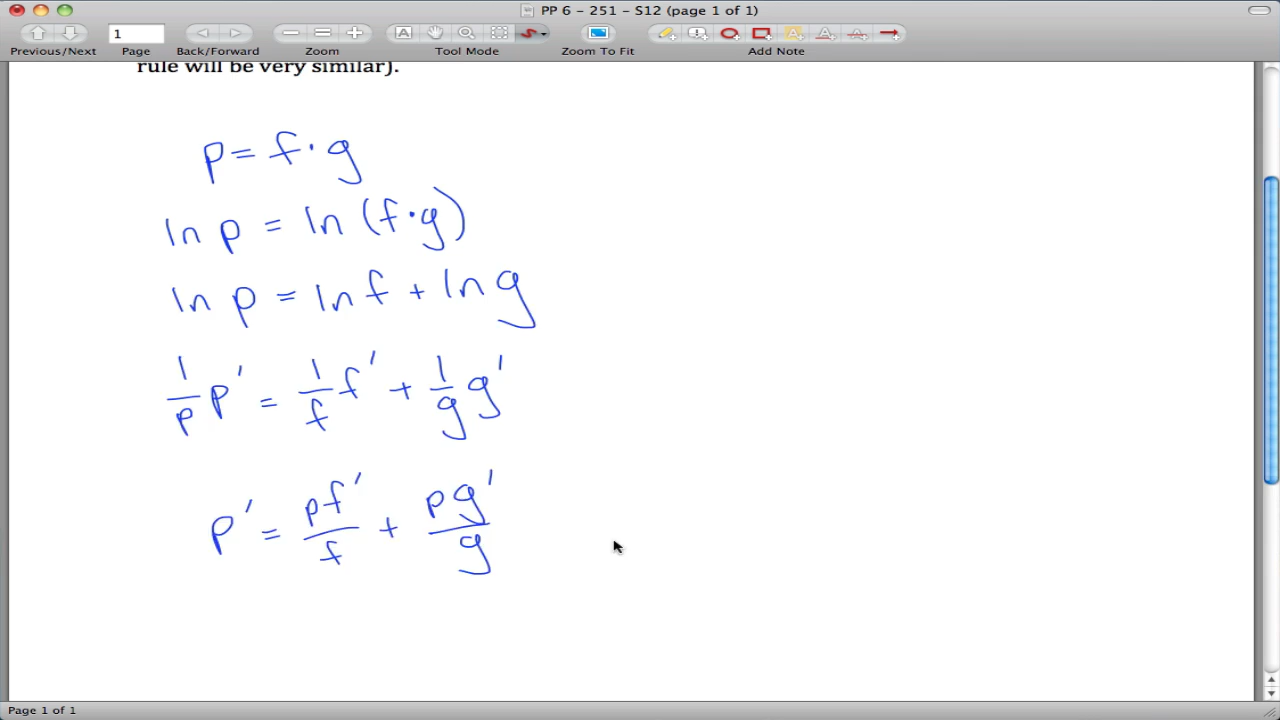 PP 6 – 251 – S12 (page 1 of 1)
1
Previous/Next Page Back/Forward Zoom Tool Mode Zoom To Fit Add Note
rule will be very similar).
p = f · g
ln p = ln (f · g)
ln p = ln f + ln g
1/p p' = 1/f f' + 1/g g'
p' = pf'/f + pg'/g
Page 1 of 1